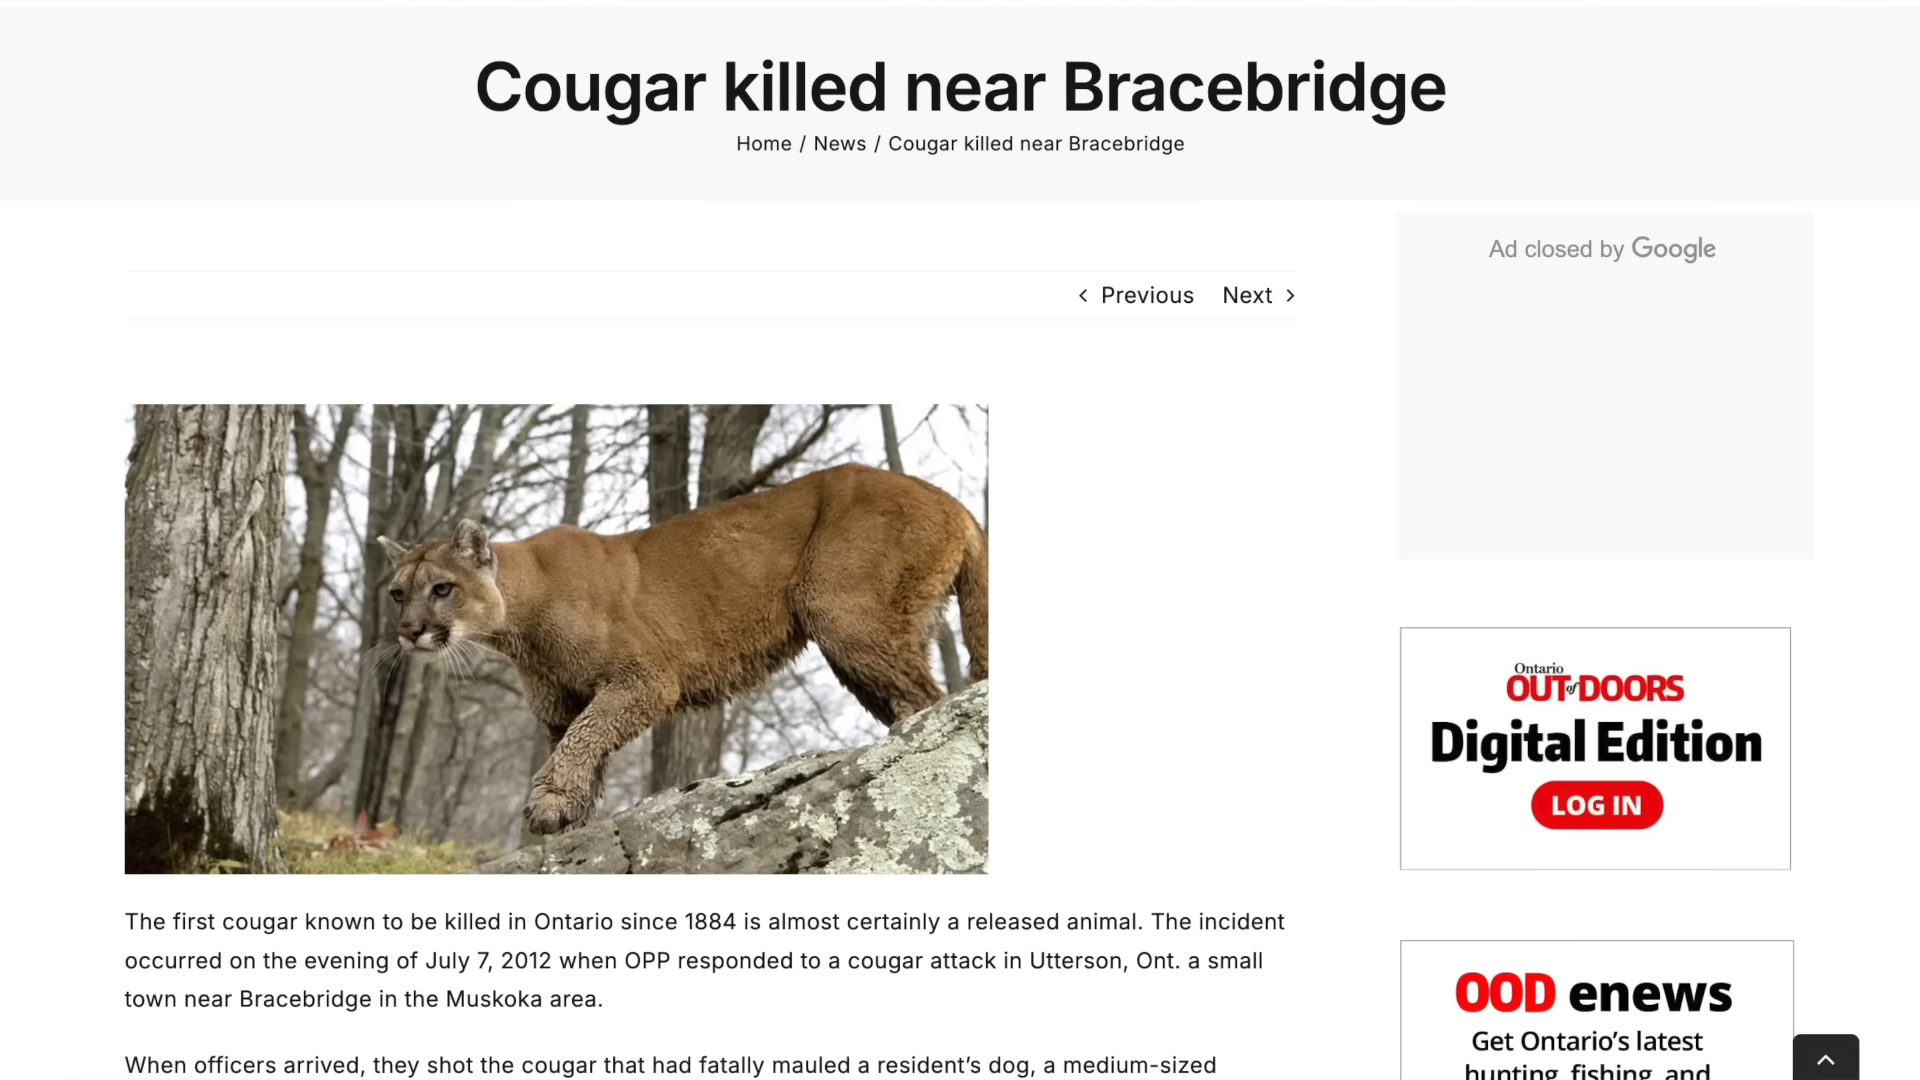 Cougar killed near Bracebridge
Home / News / Cougar killed near Bracebridge
Previous Next
The first cougar known to be killed in Ontario since 1884 is almost certainly a released animal. The incident
occurred on the evening of July 7, 2012 when OPP responded to a cougar attack in Utterson, Ont. a small
town near Bracebridge in the Muskoka area.
When officers arrived, they shot the cougar that had fatally mauled a resident’s dog, a medium-sized
Ad closed by Google
Ontario
OUT of DOORS
Digital Edition
LOG IN
OOD enews
Get Ontario’s latest
hunting, fishing, and